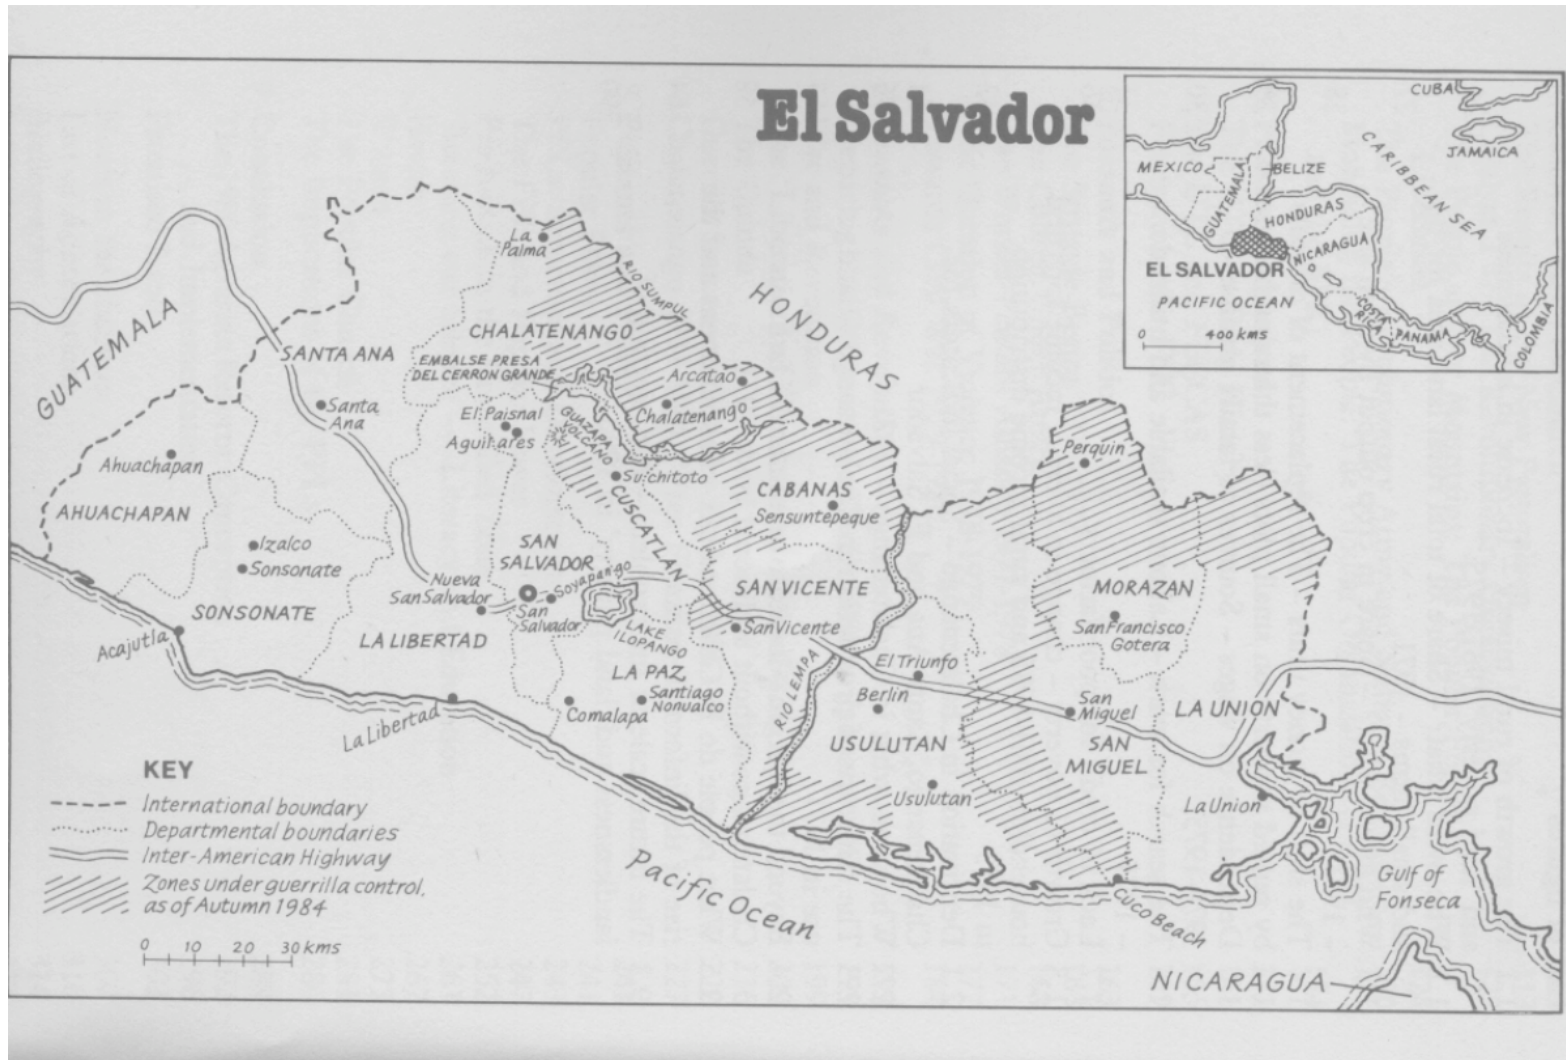 El Salvador
CUBA
JAMAICA
CARIBBEAN SEA
MEXICO
BELIZE
GUATEMALA
HONDURAS
NICARAGUA
EL SALVADOR
PACIFIC OCEAN
COSTA
RICA
PANAMA
COLOMBIA
0 400 kms
GUATEMALA
HONDURAS
La
Palma
RIO SUMPUL
CHALATENANGO
SANTA ANA
EMBALSE PRESA
DEL CERRON GRANDE
Arcatao
Chalatenango
Santa
Ana
El Paisnal
Aguilares
GUAZAPA
VOLCANO
Suchitoto
CUSCATLAN
Perquin
Ahuachapan
AHUACHAPAN
CABANAS
Sensuntepeque
Izalco
Sonsonate
SONSONATE
SAN
SALVADOR
Nueva
San Salvador
Soyapango
San
Salvador
SAN VICENTE
San Vicente
MORAZAN
San Francisco
Gotera
Acajutla
LA LIBERTAD
LAKE
ILOPANGO
LA PAZ
Santiago
Nonualco
Comalapa
RIO LEMPA
El Triunfo
Berlin
San
Miguel
LA UNION
La Libertad
USULUTAN
SAN
MIGUEL
Usulutan
La Union
Pacific Ocean
Cuco Beach
Gulf of
Fonseca
NICARAGUA
KEY
International boundary
Departmental boundaries
Inter-American Highway
Zones under guerrilla control,
as of Autumn 1984
0 10 20 30 kms